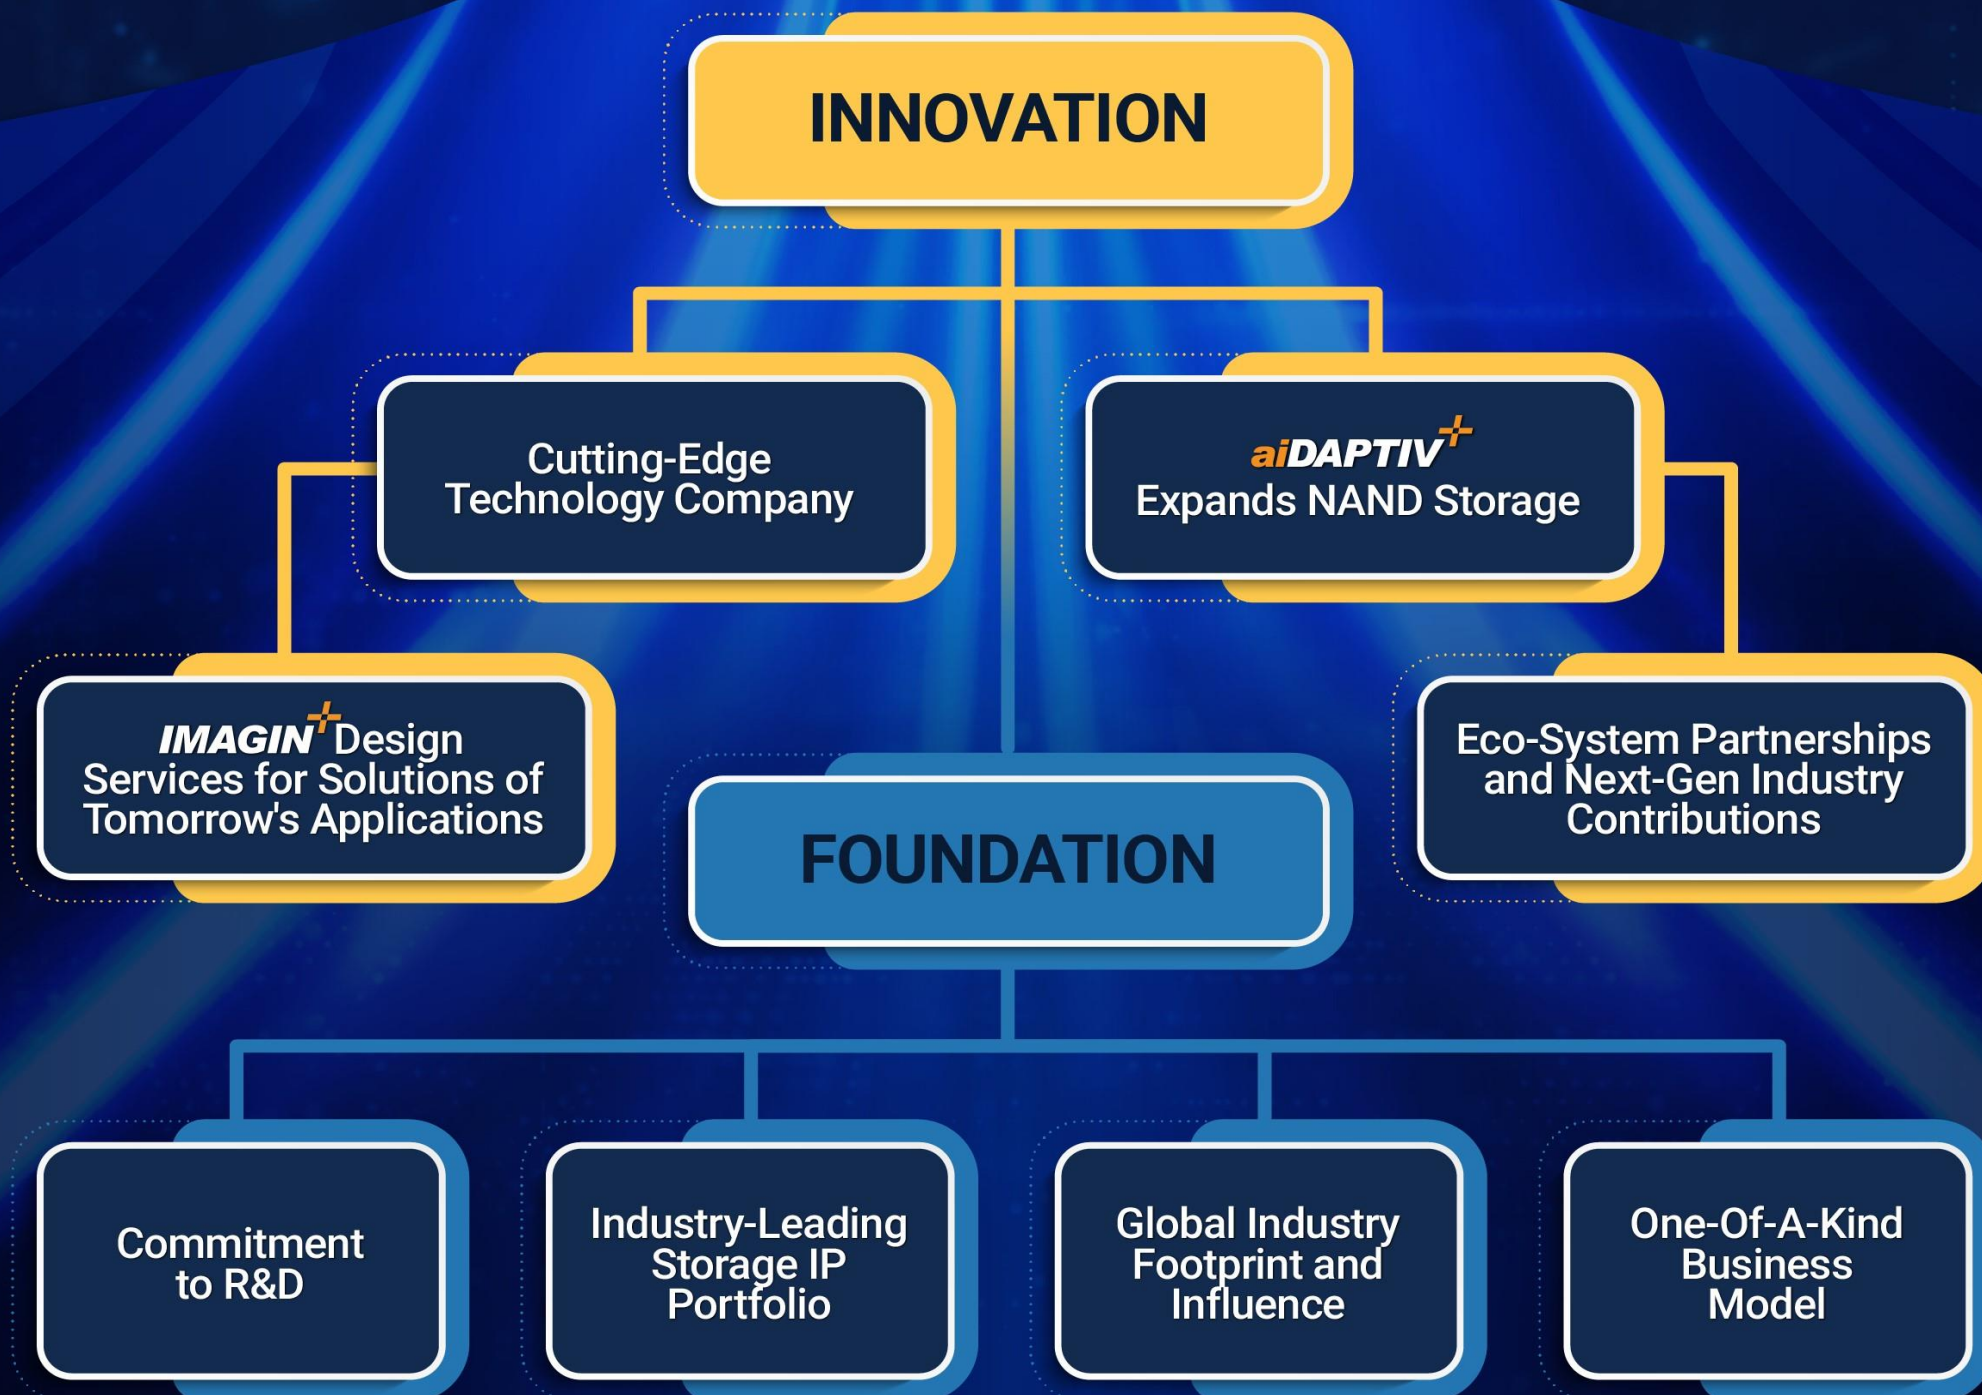 INNOVATION
Cutting-Edge
Technology Company
aiDAPTIV+
Expands NAND Storage
IMAGIN+ Design
Services for Solutions of
Tomorrow's Applications
Eco-System Partnerships
and Next-Gen Industry
Contributions
FOUNDATION
Commitment
to R&D
Industry-Leading
Storage IP
Portfolio
Global Industry
Footprint and
Influence
One-Of-A-Kind
Business
Model